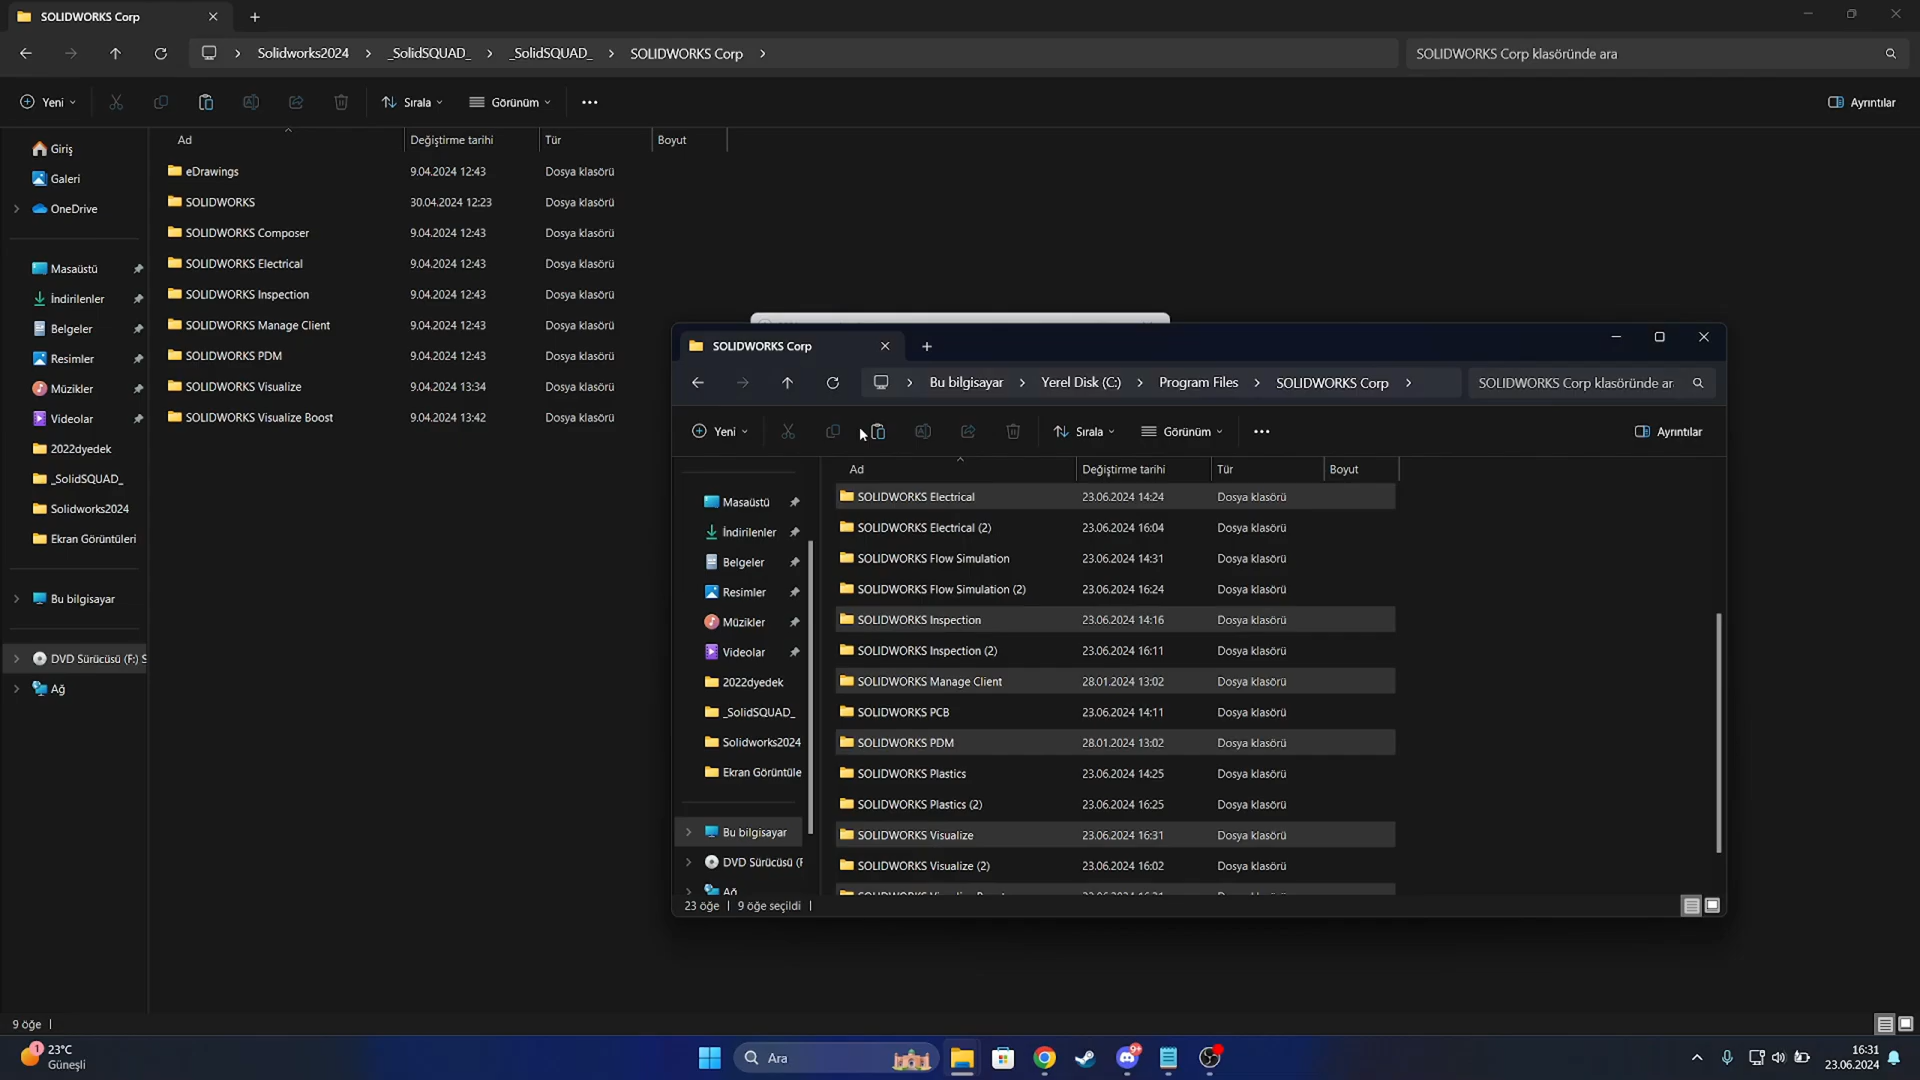 SOLIDWORKS Corp
Solidworks2024 > _SolidSQUAD_ > _SolidSQUAD_ > SOLIDWORKS Corp >
SOLIDWORKS Corp klasöründe ara
Yeni
Sırala
Görünüm
Ayrıntılar
Ad Değiştirme tarihi Tür Boyut
eDrawings 9.04.2024 12:43 Dosya klasörü
SOLIDWORKS 30.04.2024 12:23 Dosya klasörü
SOLIDWORKS Composer 9.04.2024 12:43 Dosya klasörü
SOLIDWORKS Electrical 9.04.2024 12:43 Dosya klasörü
SOLIDWORKS Inspection 9.04.2024 12:43 Dosya klasörü
SOLIDWORKS Manage Client 9.04.2024 12:43 Dosya klasörü
SOLIDWORKS PDM 9.04.2024 12:43 Dosya klasörü
SOLIDWORKS Visualize 9.04.2024 13:34 Dosya klasörü
SOLIDWORKS Visualize Boost 9.04.2024 13:42 Dosya klasörü
Giriş
Galeri
OneDrive
Masaüstü
İndirilenler
Belgeler
Resimler
Müzikler
Videolar
2022dyedek
_SolidSQUAD_
Solidworks2024
Ekran Görüntüleri
Bu bilgisayar
DVD Sürücüsü (F:) S
Ağ
9 öğe
SOLIDWORKS Corp
Bu bilgisayar > Yerel Disk (C:) > Program Files > SOLIDWORKS Corp >
SOLIDWORKS Corp klasöründe ar
Yeni
Sırala
Görünüm
Ayrıntılar
Ad Değiştirme tarihi Tür Boyut
SOLIDWORKS Electrical 23.06.2024 14:24 Dosya klasörü
SOLIDWORKS Electrical (2) 23.06.2024 16:04 Dosya klasörü
SOLIDWORKS Flow Simulation 23.06.2024 14:31 Dosya klasörü
SOLIDWORKS Flow Simulation (2) 23.06.2024 16:24 Dosya klasörü
SOLIDWORKS Inspection 23.06.2024 14:16 Dosya klasörü
SOLIDWORKS Inspection (2) 23.06.2024 16:11 Dosya klasörü
SOLIDWORKS Manage Client 28.01.2024 13:02 Dosya klasörü
SOLIDWORKS PCB 23.06.2024 14:11 Dosya klasörü
SOLIDWORKS PDM 28.01.2024 13:02 Dosya klasörü
SOLIDWORKS Plastics 23.06.2024 14:25 Dosya klasörü
SOLIDWORKS Plastics (2) 23.06.2024 16:25 Dosya klasörü
SOLIDWORKS Visualize 23.06.2024 16:31 Dosya klasörü
SOLIDWORKS Visualize (2) 23.06.2024 16:02 Dosya klasörü
Masaüstü
İndirilenler
Belgeler
Resimler
Müzikler
Videolar
2022dyedek
_SolidSQUAD_
Solidworks2024
Ekran Görüntüle
Bu bilgisayar
DVD Sürücüsü (F
Ağ
23 öğe | 9 öğe seçildi
1
23°C
Güneşli
Ara
16:31
23.06.2024